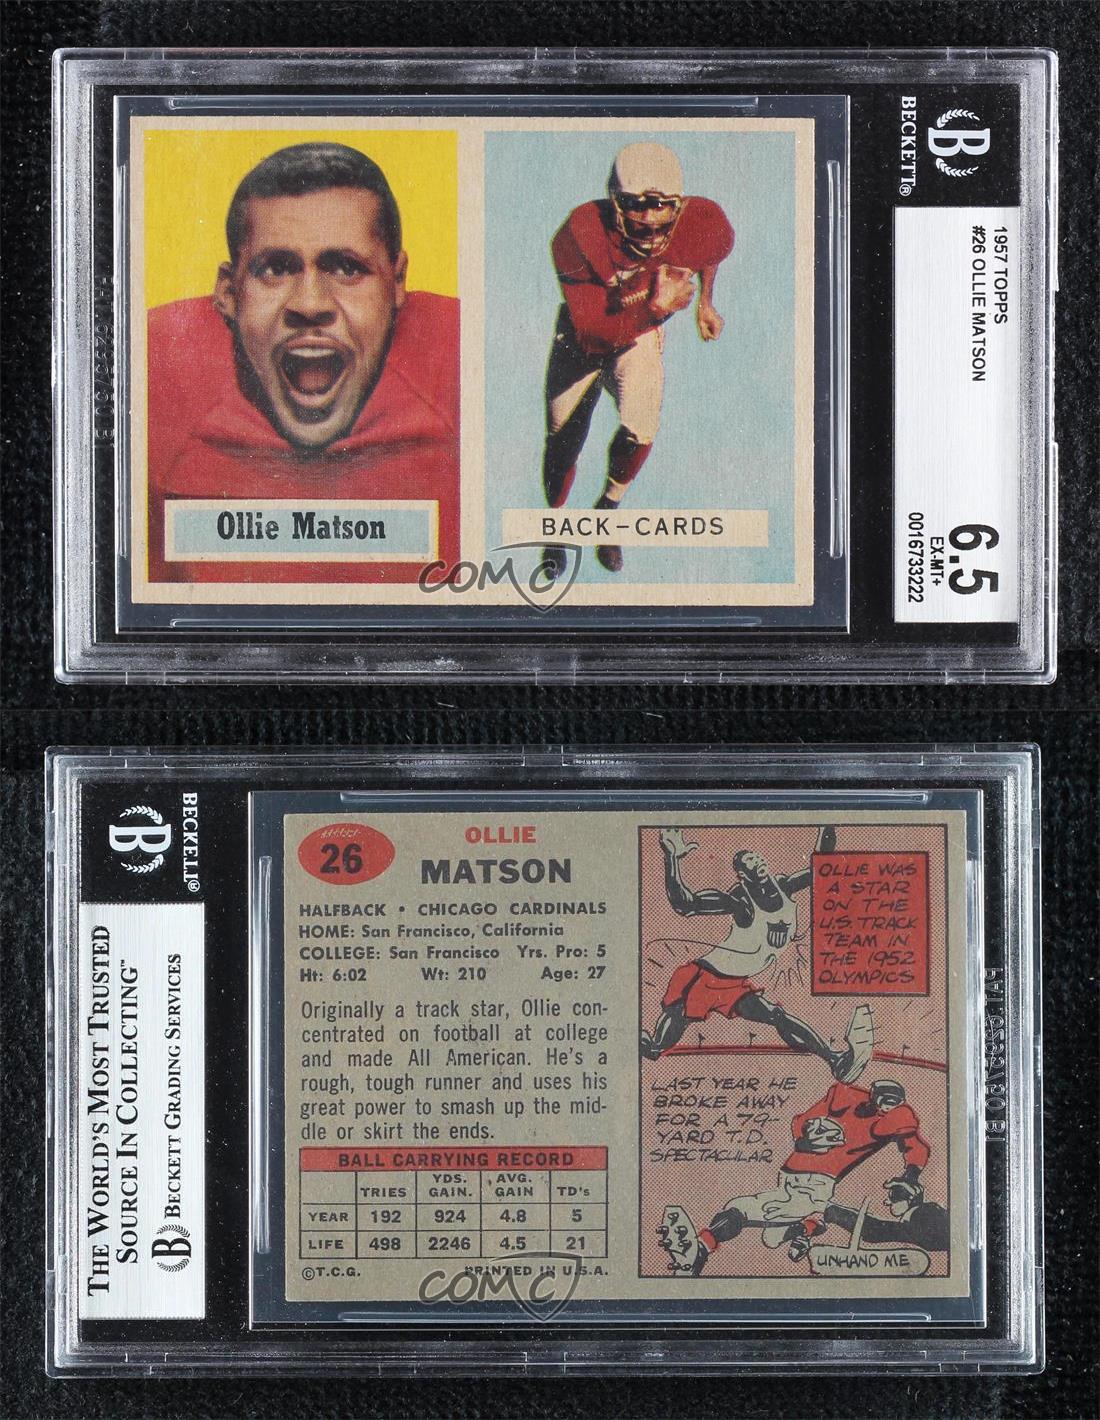 BECKETT®
B
1957 TOPPS
#26 OLLIE MATSON
6.5
EX-MT+
0016733222
Ollie Matson
BACK-CARDS
COMC
BECKETT®
B
THE WORLD'S MOST TRUSTED
SOURCE IN COLLECTING™
B BECKETT GRADING SERVICES
26
OLLIE
MATSON
HALFBACK • CHICAGO CARDINALS
HOME: San Francisco, California
COLLEGE: San Francisco Yrs. Pro: 5
Ht: 6:02 Wt: 210 Age: 27
Originally a track star, Ollie con-
centrated on football at college
and made All American. He's a
rough, tough runner and uses his
great power to smash up the mid-
dle or skirt the ends.
BALL CARRYING RECORD
TRIES YDS. GAIN. AVG. GAIN TD's
YEAR 192 924 4.8 5
LIFE 498 2246 4.5 21
©T.C.G. PRINTED IN U.S.A.
OLLIE WAS
A STAR
ON THE
U.S. TRACK
TEAM IN
THE 1952
OLYMPICS
LAST YEAR HE
BROKE AWAY
FOR A 79-
YARD T.D.
SPECTACULAR
UNHAND ME
COMC